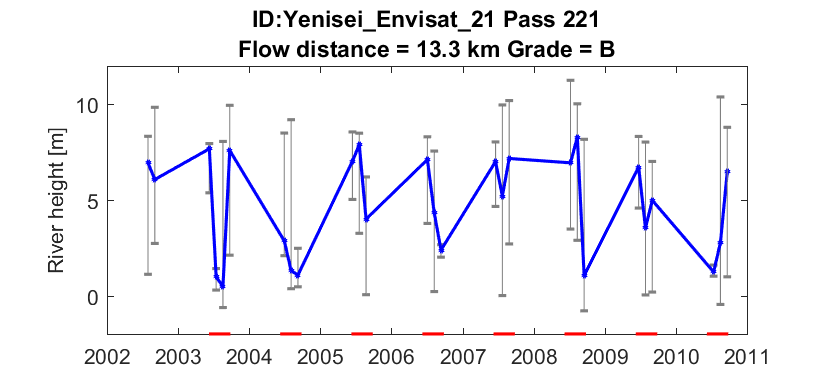 ID:Yenisei_Envisat_21 Pass 221
Flow distance = 13.3 km Grade = B
River height [m]
10
5
0
2002 2003 2004 2005 2006 2007 2008 2009 2010 2011